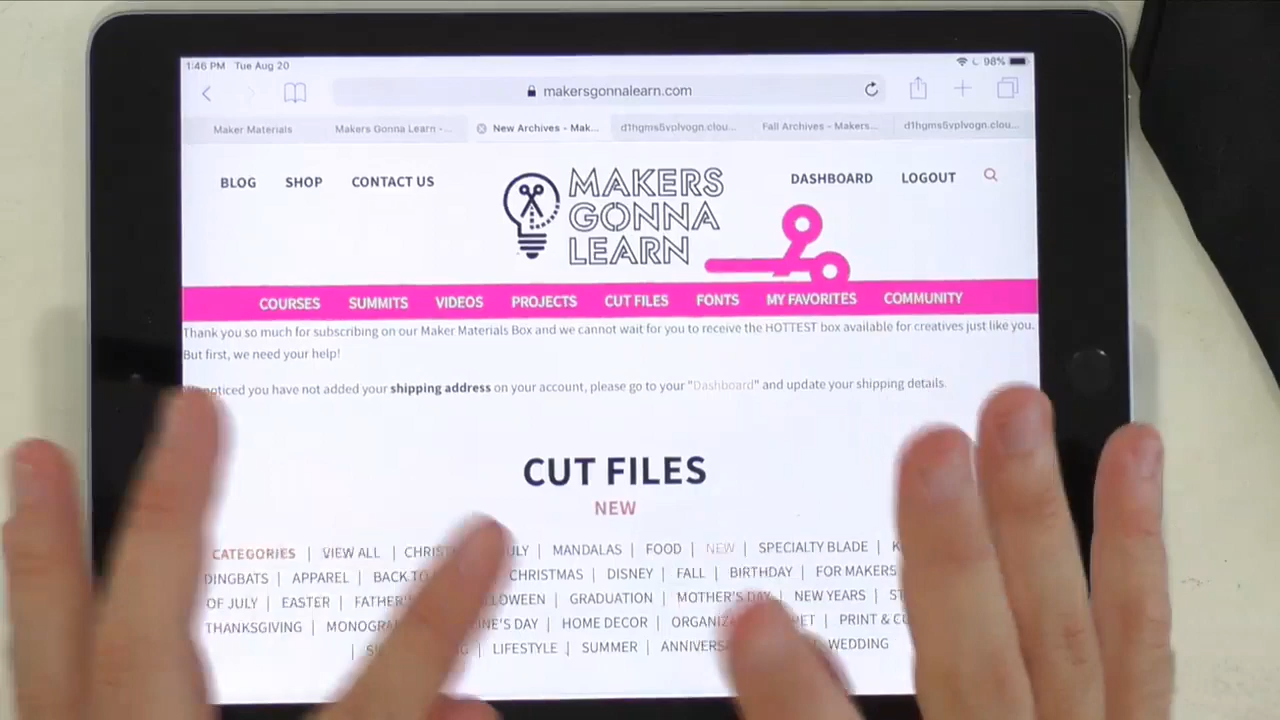 1:46 PM Tue Aug 20 98%
makersgonnalearn.com
Maker Materials Makers Gonna Learn -... New Archives - Mak... d1hgms5vplvogn.clou... Fall Archives - Makers... d1hgms5vplvogn.clou...
BLOG SHOP CONTACT US DASHBOARD LOGOUT
MAKERS
GONNA
LEARN
COURSES SUMMITS VIDEOS PROJECTS CUT FILES FONTS MY FAVORITES COMMUNITY
Thank you so much for subscribing on our Maker Materials Box and we cannot wait for you to receive the HOTTEST box available for creatives just like you.
But first, we need your help!
noticed you have not added your shipping address on your account, please go to your "Dashboard" and update your shipping details.
CUT FILES
NEW
CATEGORIES | VIEW ALL | | MANDALAS | FOOD | NEW | SPECIALTY BLADE |
DINGBATS | APPAREL | CHRISTMAS | DISNEY | FALL | BIRTHDAY | FOR MAKERS
OF JULY | EASTER | | GRADUATION | MOTHER'S DAY | NEW YEARS |
THANKSGIVING | | HOME DECOR | | PRINT &
| | LIFESTYLE | SUMMER | WEDDING